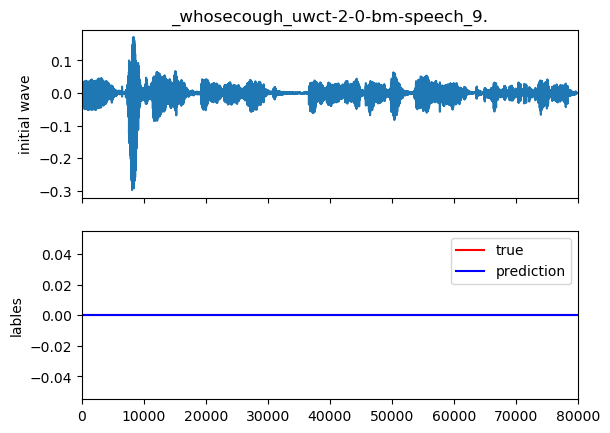 _whosecough_uwct-2-0-bm-speech_9.
initial wave
0.1
0.0
−0.1
−0.2
−0.3
lables
0.04
0.02
0.00
−0.02
−0.04
true
prediction
0 10000 20000 30000 40000 50000 60000 70000 80000